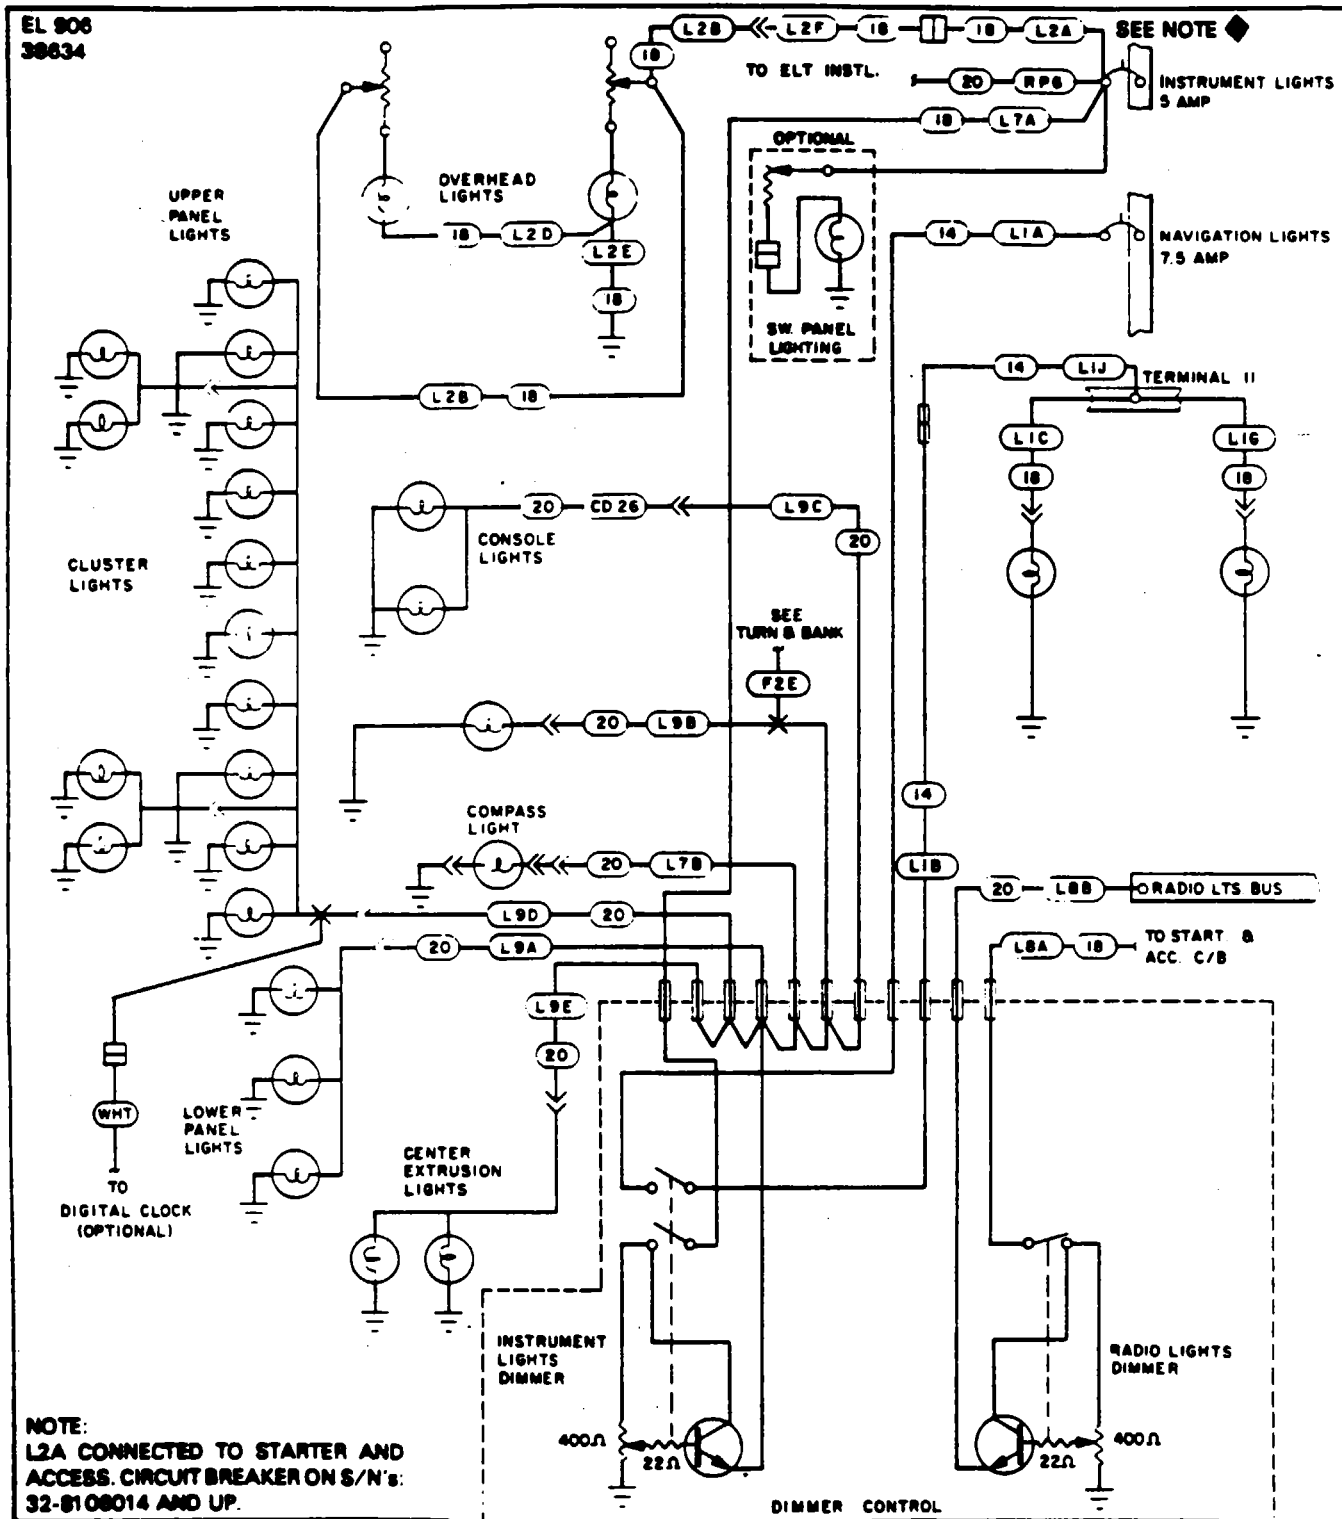 EL 906
38634
L2B
L2F
18
18
L2A
SEE NOTE
18
TO ELT INSTL.
20
RP6
INSTRUMENT LIGHTS
5 AMP
18
L7A
OPTIONAL
OVERHEAD
LIGHTS
UPPER
PANEL
LIGHTS
18
L2D
L2E
18
14
L1A
NAVIGATION LIGHTS
7.5 AMP
SW. PANEL
LIGHTING
14
L1J
TERMINAL 11
L2B
18
L1C
L1G
18
18
20
CD 26
L9C
20
CONSOLE
LIGHTS
CLUSTER
LIGHTS
SEE
TURN & BANK
F2E
20
L9B
14
COMPASS
LIGHT
20
L7B
L1B
20
L8B
RADIO LTS. BUS
L9D
20
20
L9A
L8A
18
TO START. &
ACC. C/B
L9E
20
WHT
LOWER
PANEL
LIGHTS
TO
DIGITAL CLOCK
(OPTIONAL)
CENTER
EXTRUSION
LIGHTS
INSTRUMENT
LIGHTS
DIMMER
RADIO LIGHTS
DIMMER
400Ω
22Ω
22Ω
400Ω
DIMMER CONTROL
NOTE:
L2A CONNECTED TO STARTER AND
ACCESS. CIRCUIT BREAKER ON S/N's:
32-8108014 AND UP.